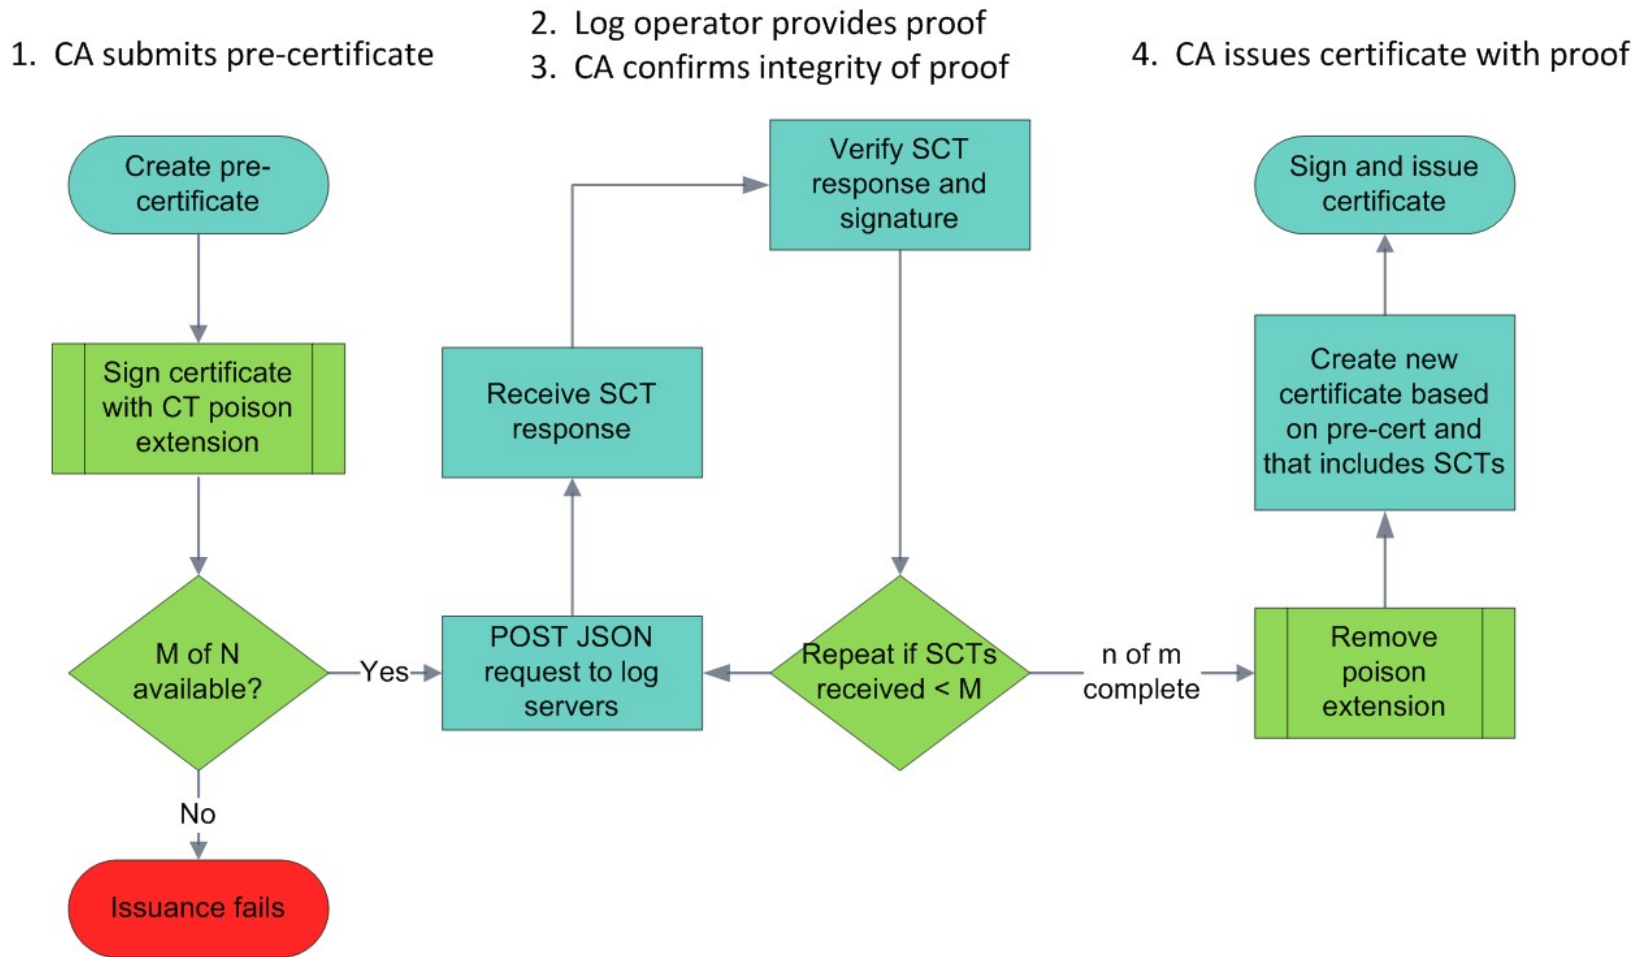 1. CA submits pre-certificate
2. Log operator provides proof
3. CA confirms integrity of proof
4. CA issues certificate with proof
Create pre-
certificate
Sign certificate
with CT poison
extension
M of N
available?
Yes
No
Issuance fails
POST JSON
request to log
servers
Receive SCT
response
Verify SCT
response and
signature
Repeat if SCTs
received < M
n of m
complete
Remove
poison
extension
Create new
certificate based
on pre-cert and
that includes SCTs
Sign and issue
certificate